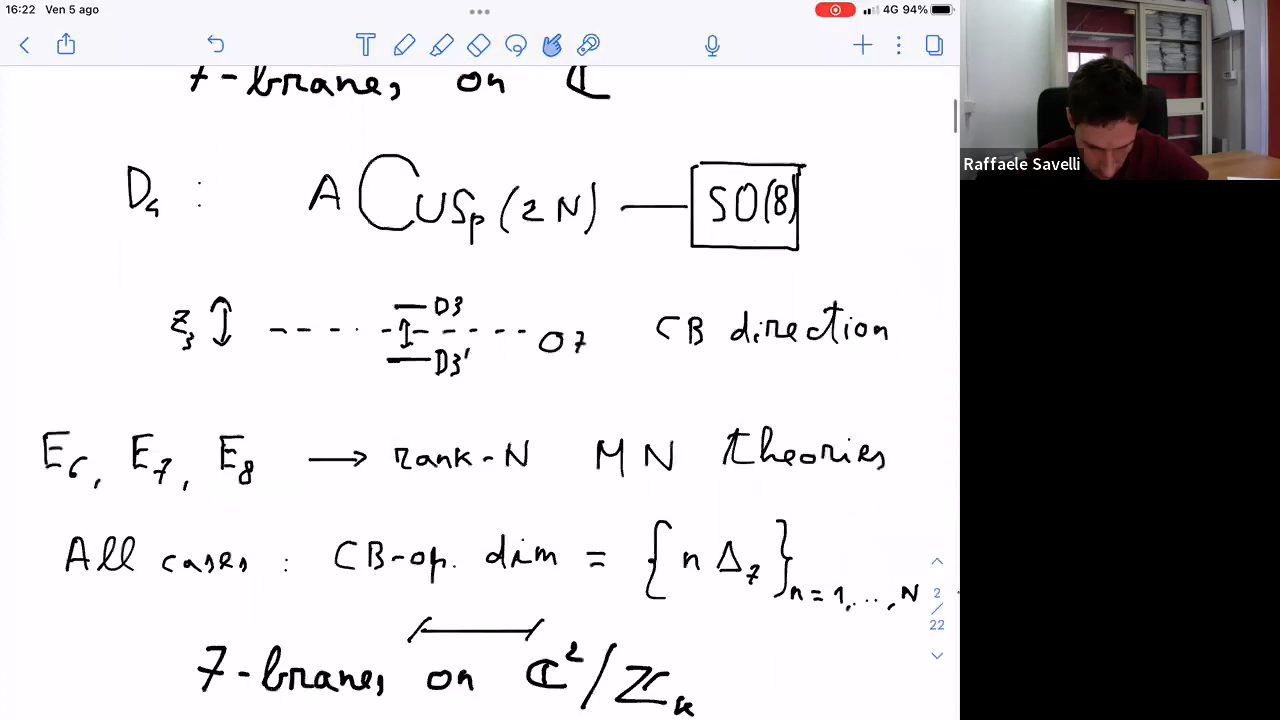 16:22 Ven 5 ago
4G 94%
7-branes on ℂ
D₄ : A USp(2N) — SO(8)
Raffaele Savelli
z₃ D3
D3' O7 CB direction
E₆, E₇, E₈ → rank-N MN theories
All cases : CB-op. dim = {n Δ₇}ₙ₌₁,...,N
2
/
22
7-branes on ℂ²/ℤₖ